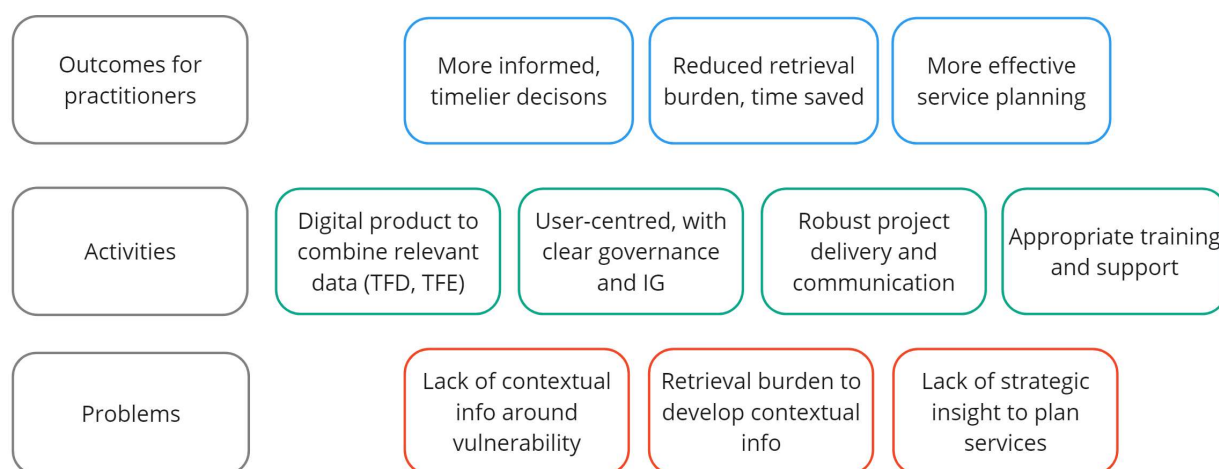 Outcomes for
practitioners
More informed,
timelier decisons
Reduced retrieval
burden, time saved
More effective
service planning
Activities
Digital product to
combine relevant
data (TFD, TFE)
User-centred, with
clear governance
and IG
Robust project
delivery and
communication
Appropriate training
and support
Problems
Lack of contextual
info around
vulnerability
Retrieval burden to
develop contextual
info
Lack of strategic
insight to plan
services